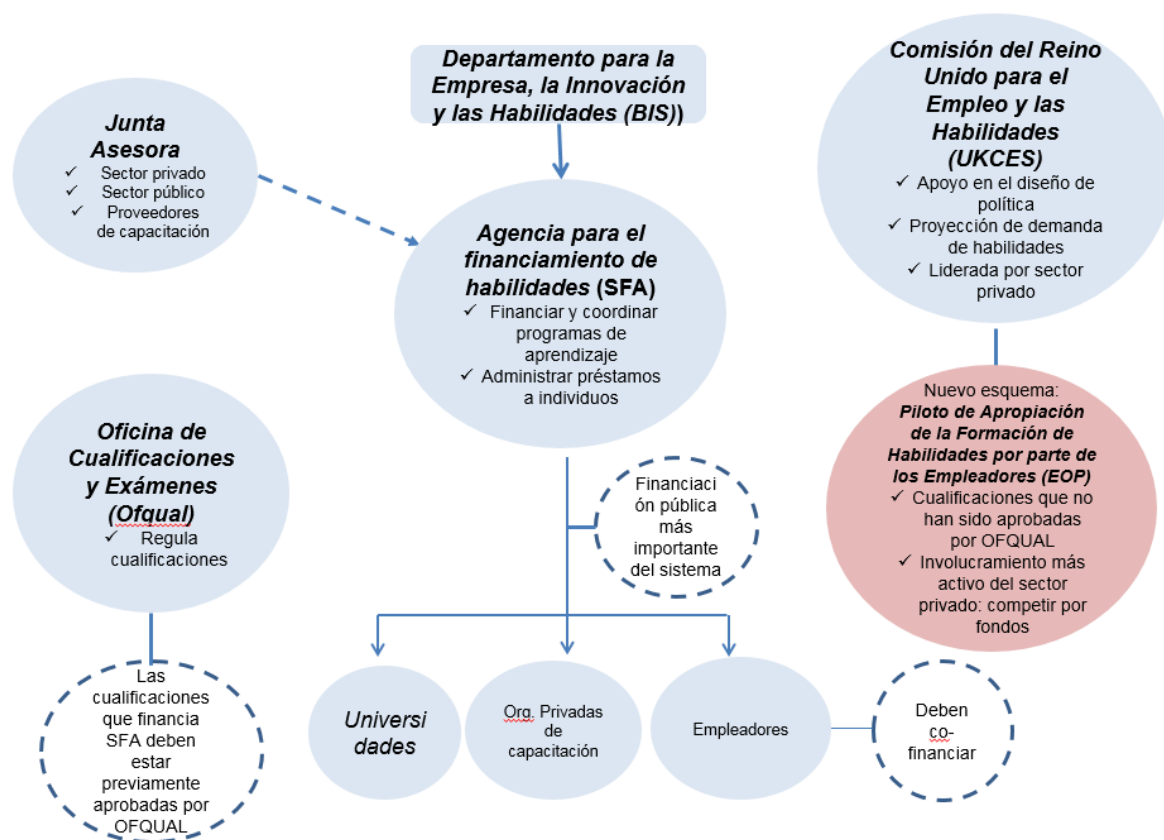 Departamento para la
Empresa, la Innovación
y las Habilidades (BIS))
Junta
Asesora
✓ Sector privado
✓ Sector público
✓ Proveedores
de capacitación
Comisión del Reino
Unido para el
Empleo y las
Habilidades
(UKCES)
✓ Apoyo en el diseño de
política
✓ Proyección de demanda
de habilidades
✓ Liderada por sector
privado
Agencia para el
financiamiento de
habilidades (SFA)
✓ Financiar y coordinar
programas de
aprendizaje
✓ Administrar préstamos
a individuos
Nuevo esquema:
Piloto de Apropiación
de la Formación de
Habilidades por parte de
los Empleadores (EOP)
✓ Cualificaciones que no
han sido aprobadas
por OFQUAL
✓ Involucramiento más
activo del sector
privado: competir por
fondos
Oficina de
Cualificaciones
y Exámenes
(Ofqual)
✓ Regula
cualificaciones
Financiaci
ón pública
más
importante
del sistema
Las
cualificaciones
que financia
SFA deben
estar
previamente
aprobadas por
OFQUAL
Universi
dades
Org. Privadas
de
capacitación
Empleadores
Deben
co-
financiar